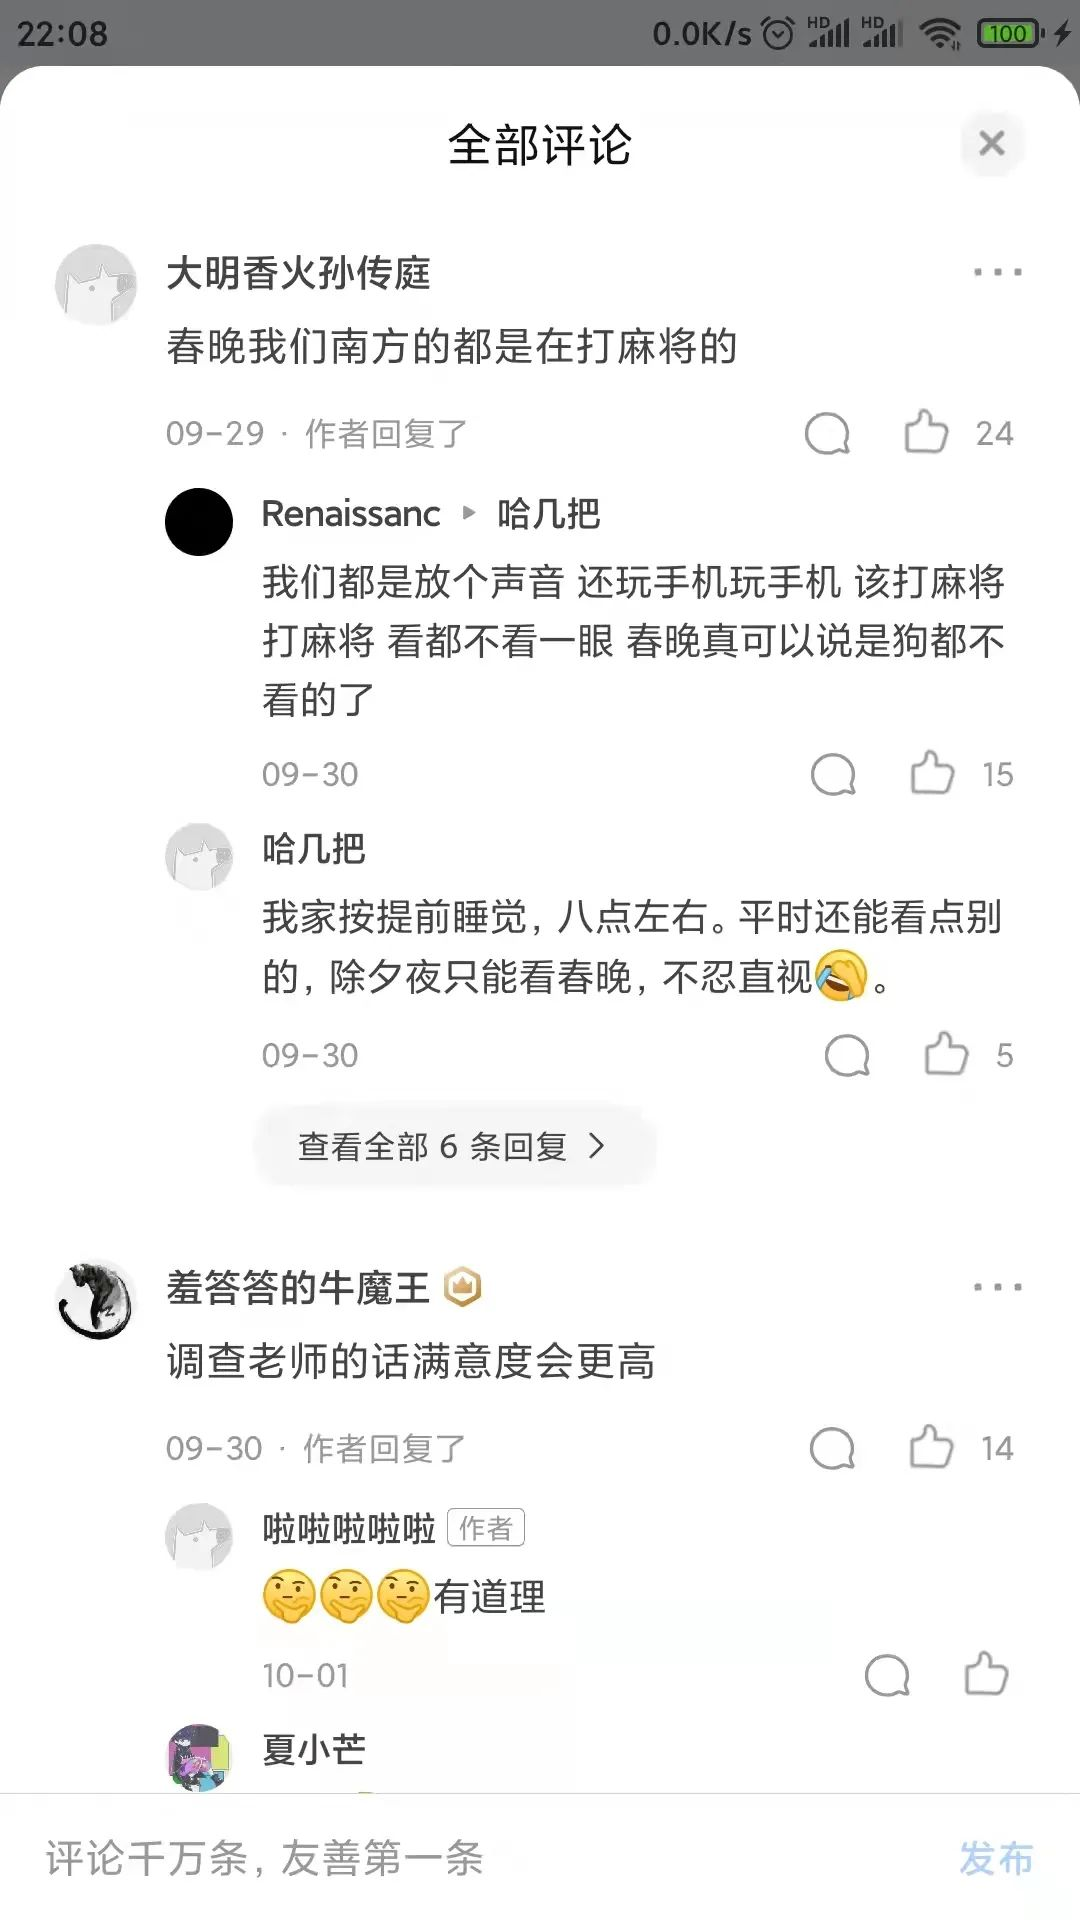 22:08 0.0K/s HD HD 100
全部评论
大明香火孙传庭
春晚我们南方的都是在打麻将的
09-29 · 作者回复了 24
Renaissanc ▸ 哈几把
我们都是放个声音 还玩手机玩手机 该打麻将
打麻将 看都不看一眼 春晚真可以说是狗都不
看的了
09-30 15
哈几把
我家按提前睡觉，八点左右。平时还能看点别
的，除夕夜只能看春晚，不忍直视🤣。
09-30 5
查看全部 6 条回复 >
羞答答的牛魔王
调查老师的话满意度会更高
09-30 · 作者回复了 14
啦啦啦啦啦 作者
🤔🤔🤔有道理
10-01
夏小芒
评论千万条，友善第一条 发布